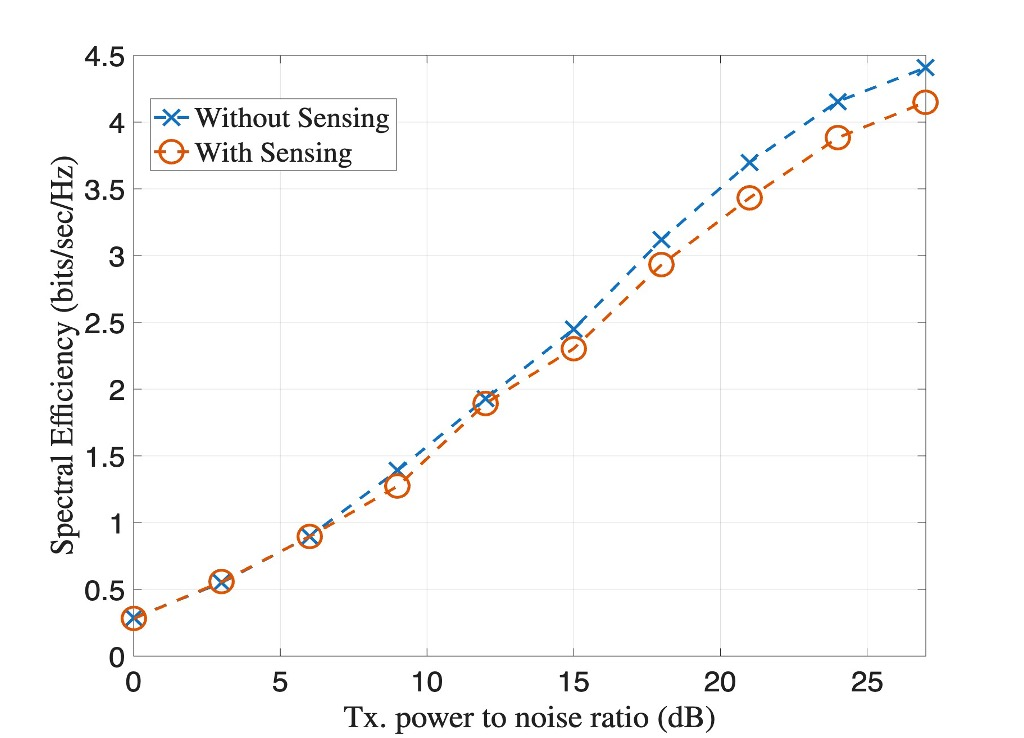 4.5
4
3.5
3
2.5
2
1.5
1
0.5
0
Spectral Efficiency (bits/sec/Hz)
Without Sensing
With Sensing
0 5 10 15 20 25
Tx. power to noise ratio (dB)